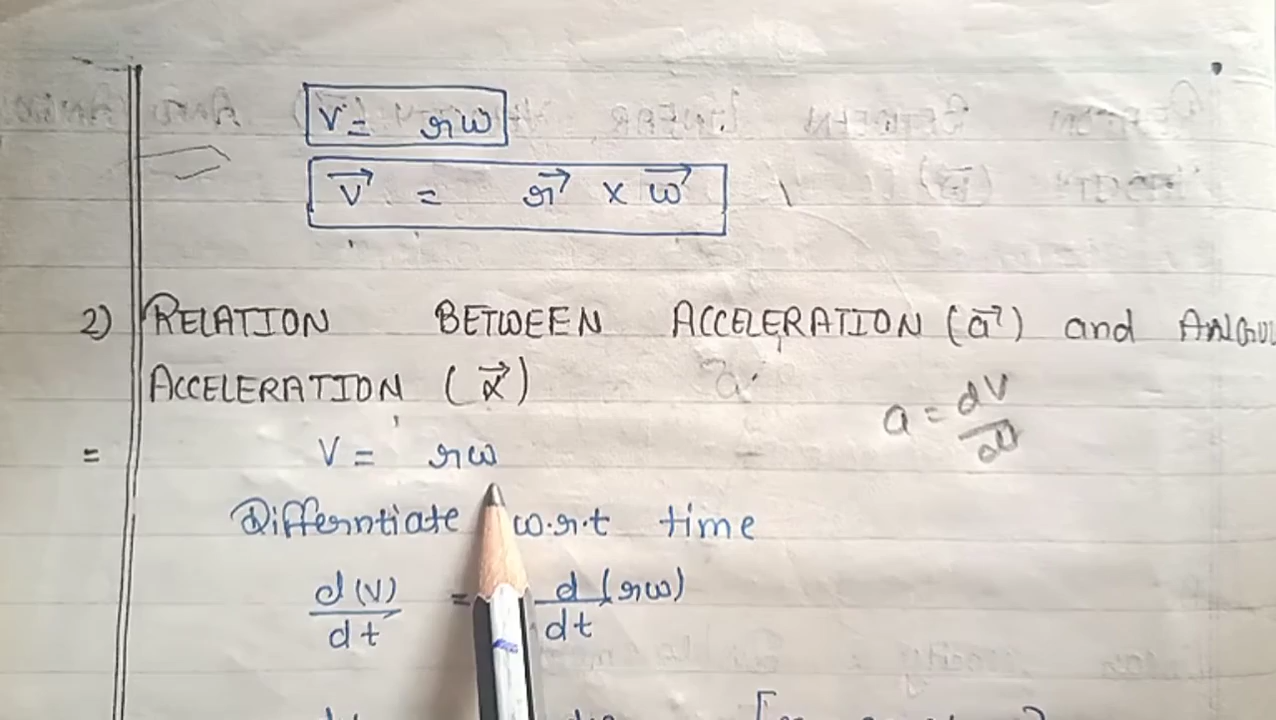 V = rω
v⃗ = r⃗ × ω⃗
2) RELATION BETWEEN ACCELERATION (a⃗) and
ACCELERATION (α⃗)
a = dV/dt
= V = rω
Differntiate w.r.t time
d(V)/dt = d/dt (rω)